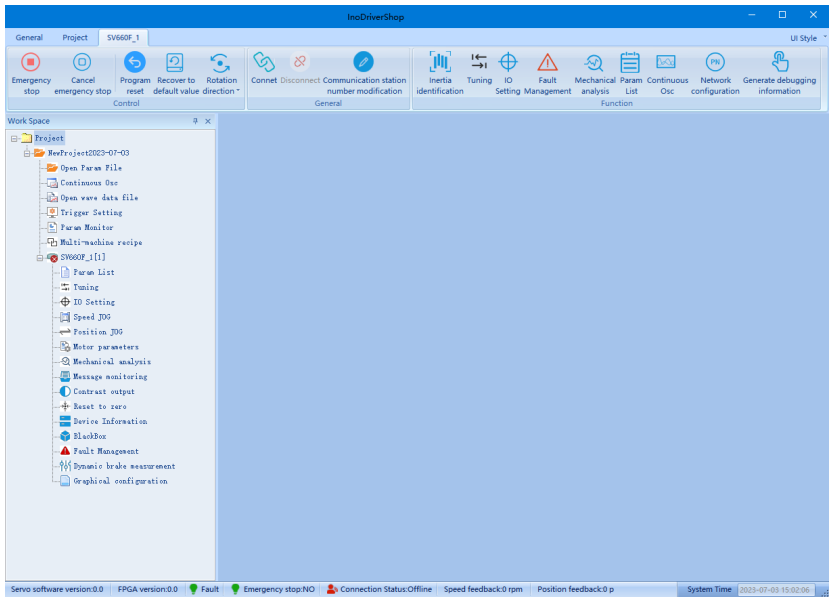 InoDriverShop
General Project SV660F_1 UI Style
Emergency stop
Cancel emergency stop
Program reset
Recover to default value
Rotation direction
Connet
Disconnect
Communication station number modification
Inertia identification
Tuning
IO Setting
Fault Management
Mechanical analysis
Param List
Continuous Osc
PN
Network configuration
Generate debugging information
Control General Function
Work Space
Project
NewProject2023-07-03
Open Param File
Continuous Osc
Open wave data file
Trigger Setting
Param Monitor
Multi-machine recipe
SV660F_1[1]
Param List
Tuning
IO Setting
Speed JOG
Position JOG
Motor parameters
Mechanical analysis
Message monitoring
Contrast output
Reset to zero
Device Information
BlackBox
Fault Management
Dynamic brake measurement
Graphical configuration
Servo software version:0.0 FPGA version:0.0 Fault Emergency stop:NO Connection Status:Offline Speed feedback:0 rpm Position feedback:0 p System Time 2023-07-03 15:02:06